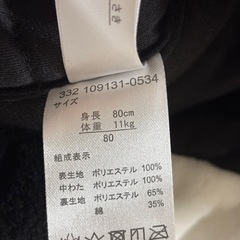 さき
332 109131-0534
サイズ
身長 80cm
体重 11kg
80
組成表示
表生地 ポリエステル 100%
中わた ポリエステル 100%
裏生地 ポリエステル 65%
綿 35%